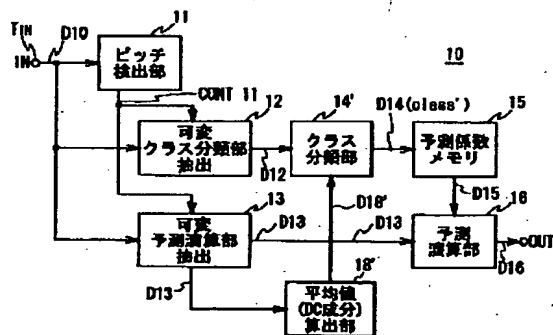 TIN
IN
D10
11
ピッチ
検出部
CONT 11
10
12
可変
クラス分類部
抽出
D12
14'
クラス
分類部
D14(class')
15
予測係数
メモリ
D15
13
可変
予測演算部
抽出
D13
D13
D18'
16
予測
演算部
OUT
D16
D13
18'
平均値
(DC成分)
算出部